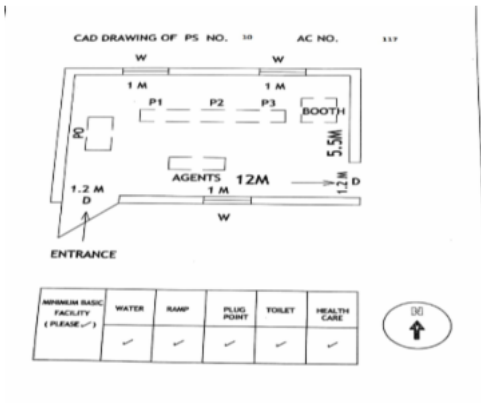 CAD DRAWING OF PS NO. 10 AC NO. 117
W W
1 M 1 M
P1 P2 P3
BOOTH
PO
5.5M
AGENTS 12M
1.2 M 1 M 1.2 M D
D
W
ENTRANCE
MINIMUM BASIC FACILITY ( PLEASE ✓ )
WATER
RAMP
PLUG POINT
TOILET
HEALTH CARE
✓ ✓ ✓ ✓ ✓
N